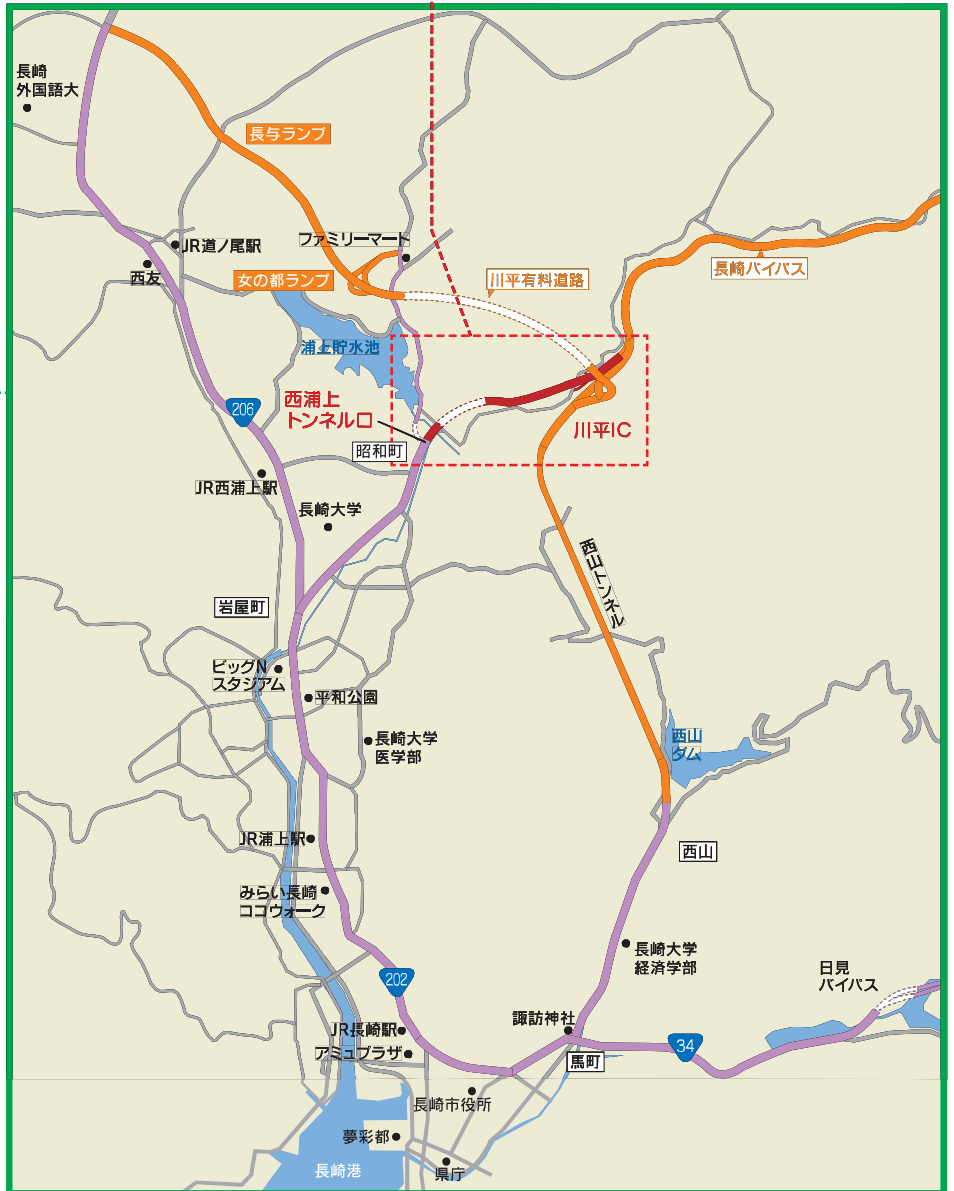 長崎
外国語大
長与ランプ
ファミリーマート
JR道ノ尾駅
西友
女の都ランプ
川平有料道路
長崎バイパス
浦上貯水池
西浦上
トンネル口
206
昭和町
川平IC
JR西浦上駅
長崎大学
西山トンネル
岩屋町
ビッグN
スタジアム
平和公園
長崎大学
医学部
西山
ダム
JR浦上駅
西山
みらい長崎
ココウォーク
長崎大学
経済学部
日見
バイパス
202
諏訪神社
JR長崎駅
アミュプラザ
馬町
34
長崎市役所
夢彩都
県庁
長崎港